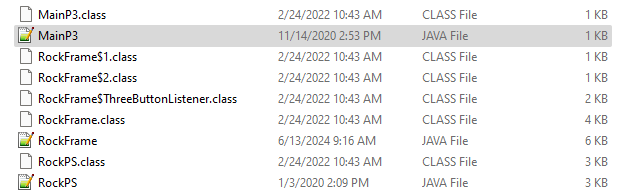 MainP3.class 2/24/2022 10:43 AM CLASS File 1 KB
MainP3 11/14/2020 2:53 PM JAVA File 1 KB
RockFrame$1.class 2/24/2022 10:43 AM CLASS File 1 KB
RockFrame$2.class 2/24/2022 10:43 AM CLASS File 1 KB
RockFrame$ThreeButtonListener.class 2/24/2022 10:43 AM CLASS File 2 KB
RockFrame.class 2/24/2022 10:43 AM CLASS File 4 KB
RockFrame 6/13/2024 9:16 AM JAVA File 6 KB
RockPS.class 2/24/2022 10:43 AM CLASS File 3 KB
RockPS 1/3/2020 2:09 PM JAVA File 3 KB